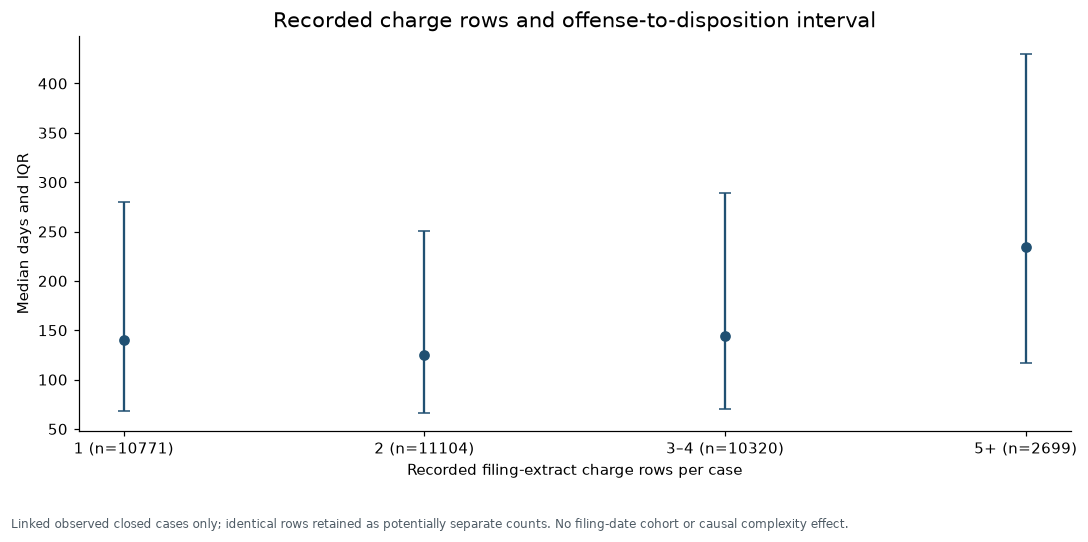 Recorded charge rows and offense-to-disposition interval
Median days and IQR
400
350
300
250
200
150
100
50
1 (n=10771)
2 (n=11104)
3–4 (n=10320)
5+ (n=2699)
Recorded filing-extract charge rows per case
Linked observed closed cases only; identical rows retained as potentially separate counts. No filing-date cohort or causal complexity effect.